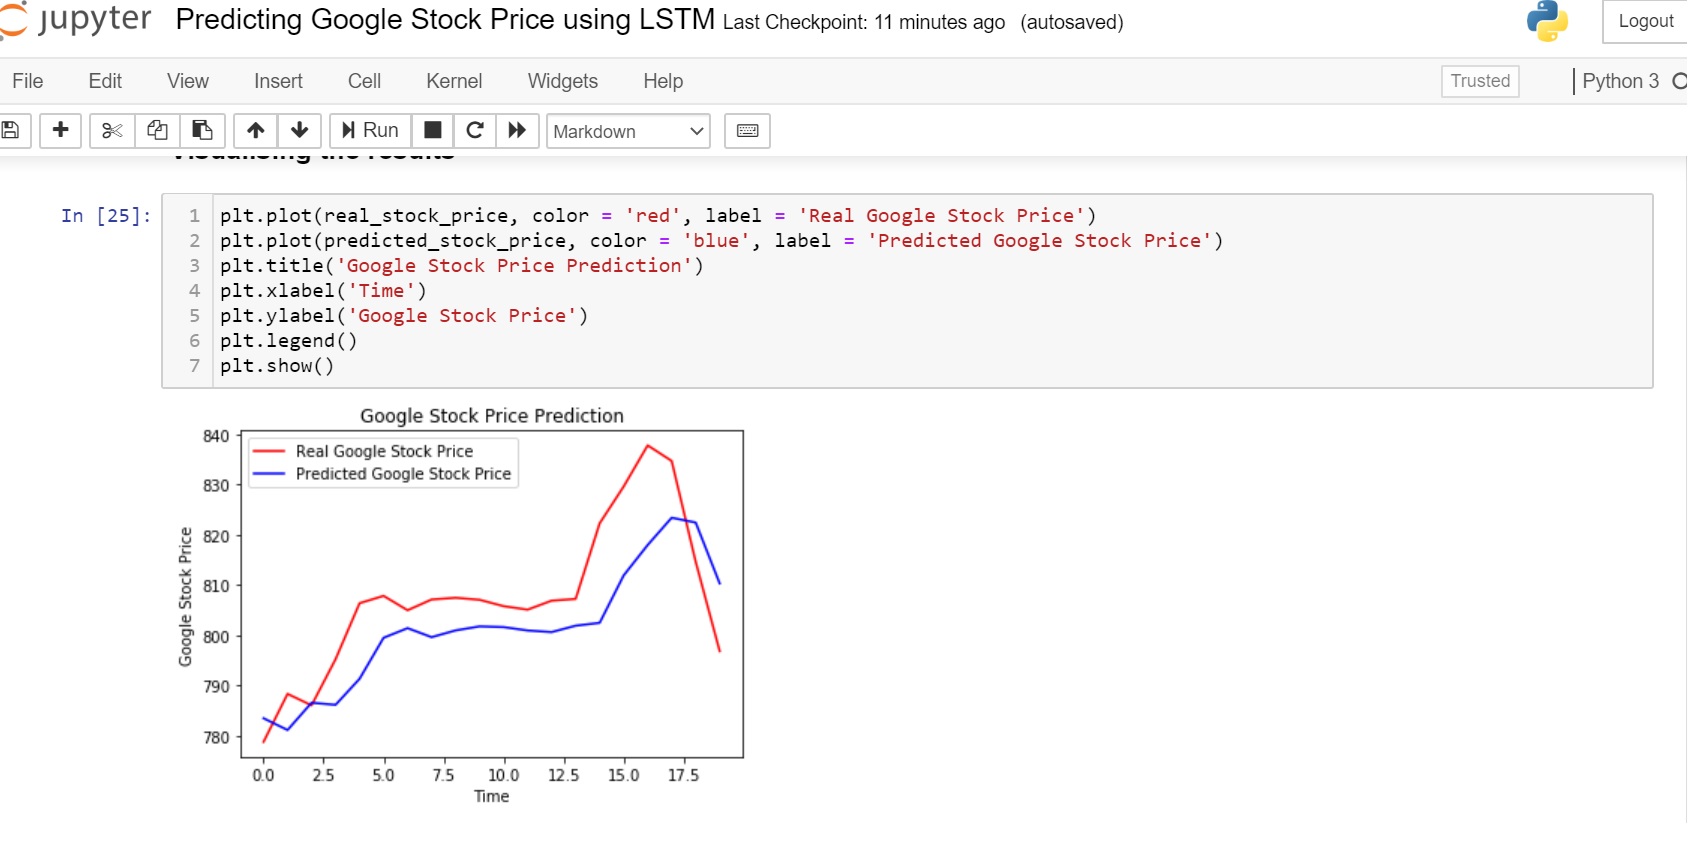 jupyter Predicting Google Stock Price using LSTM Last Checkpoint: 11 minutes ago (autosaved) Logout
File Edit View Insert Cell Kernel Widgets Help Trusted Python 3
Run Markdown
Visualising the results
In [25]:
1 plt.plot(real_stock_price, color = 'red', label = 'Real Google Stock Price')
2 plt.plot(predicted_stock_price, color = 'blue', label = 'Predicted Google Stock Price')
3 plt.title('Google Stock Price Prediction')
4 plt.xlabel('Time')
5 plt.ylabel('Google Stock Price')
6 plt.legend()
7 plt.show()
Google Stock Price Prediction
Real Google Stock Price
Predicted Google Stock Price
Google Stock Price
840
830
820
810
800
790
780
0.0 2.5 5.0 7.5 10.0 12.5 15.0 17.5
Time